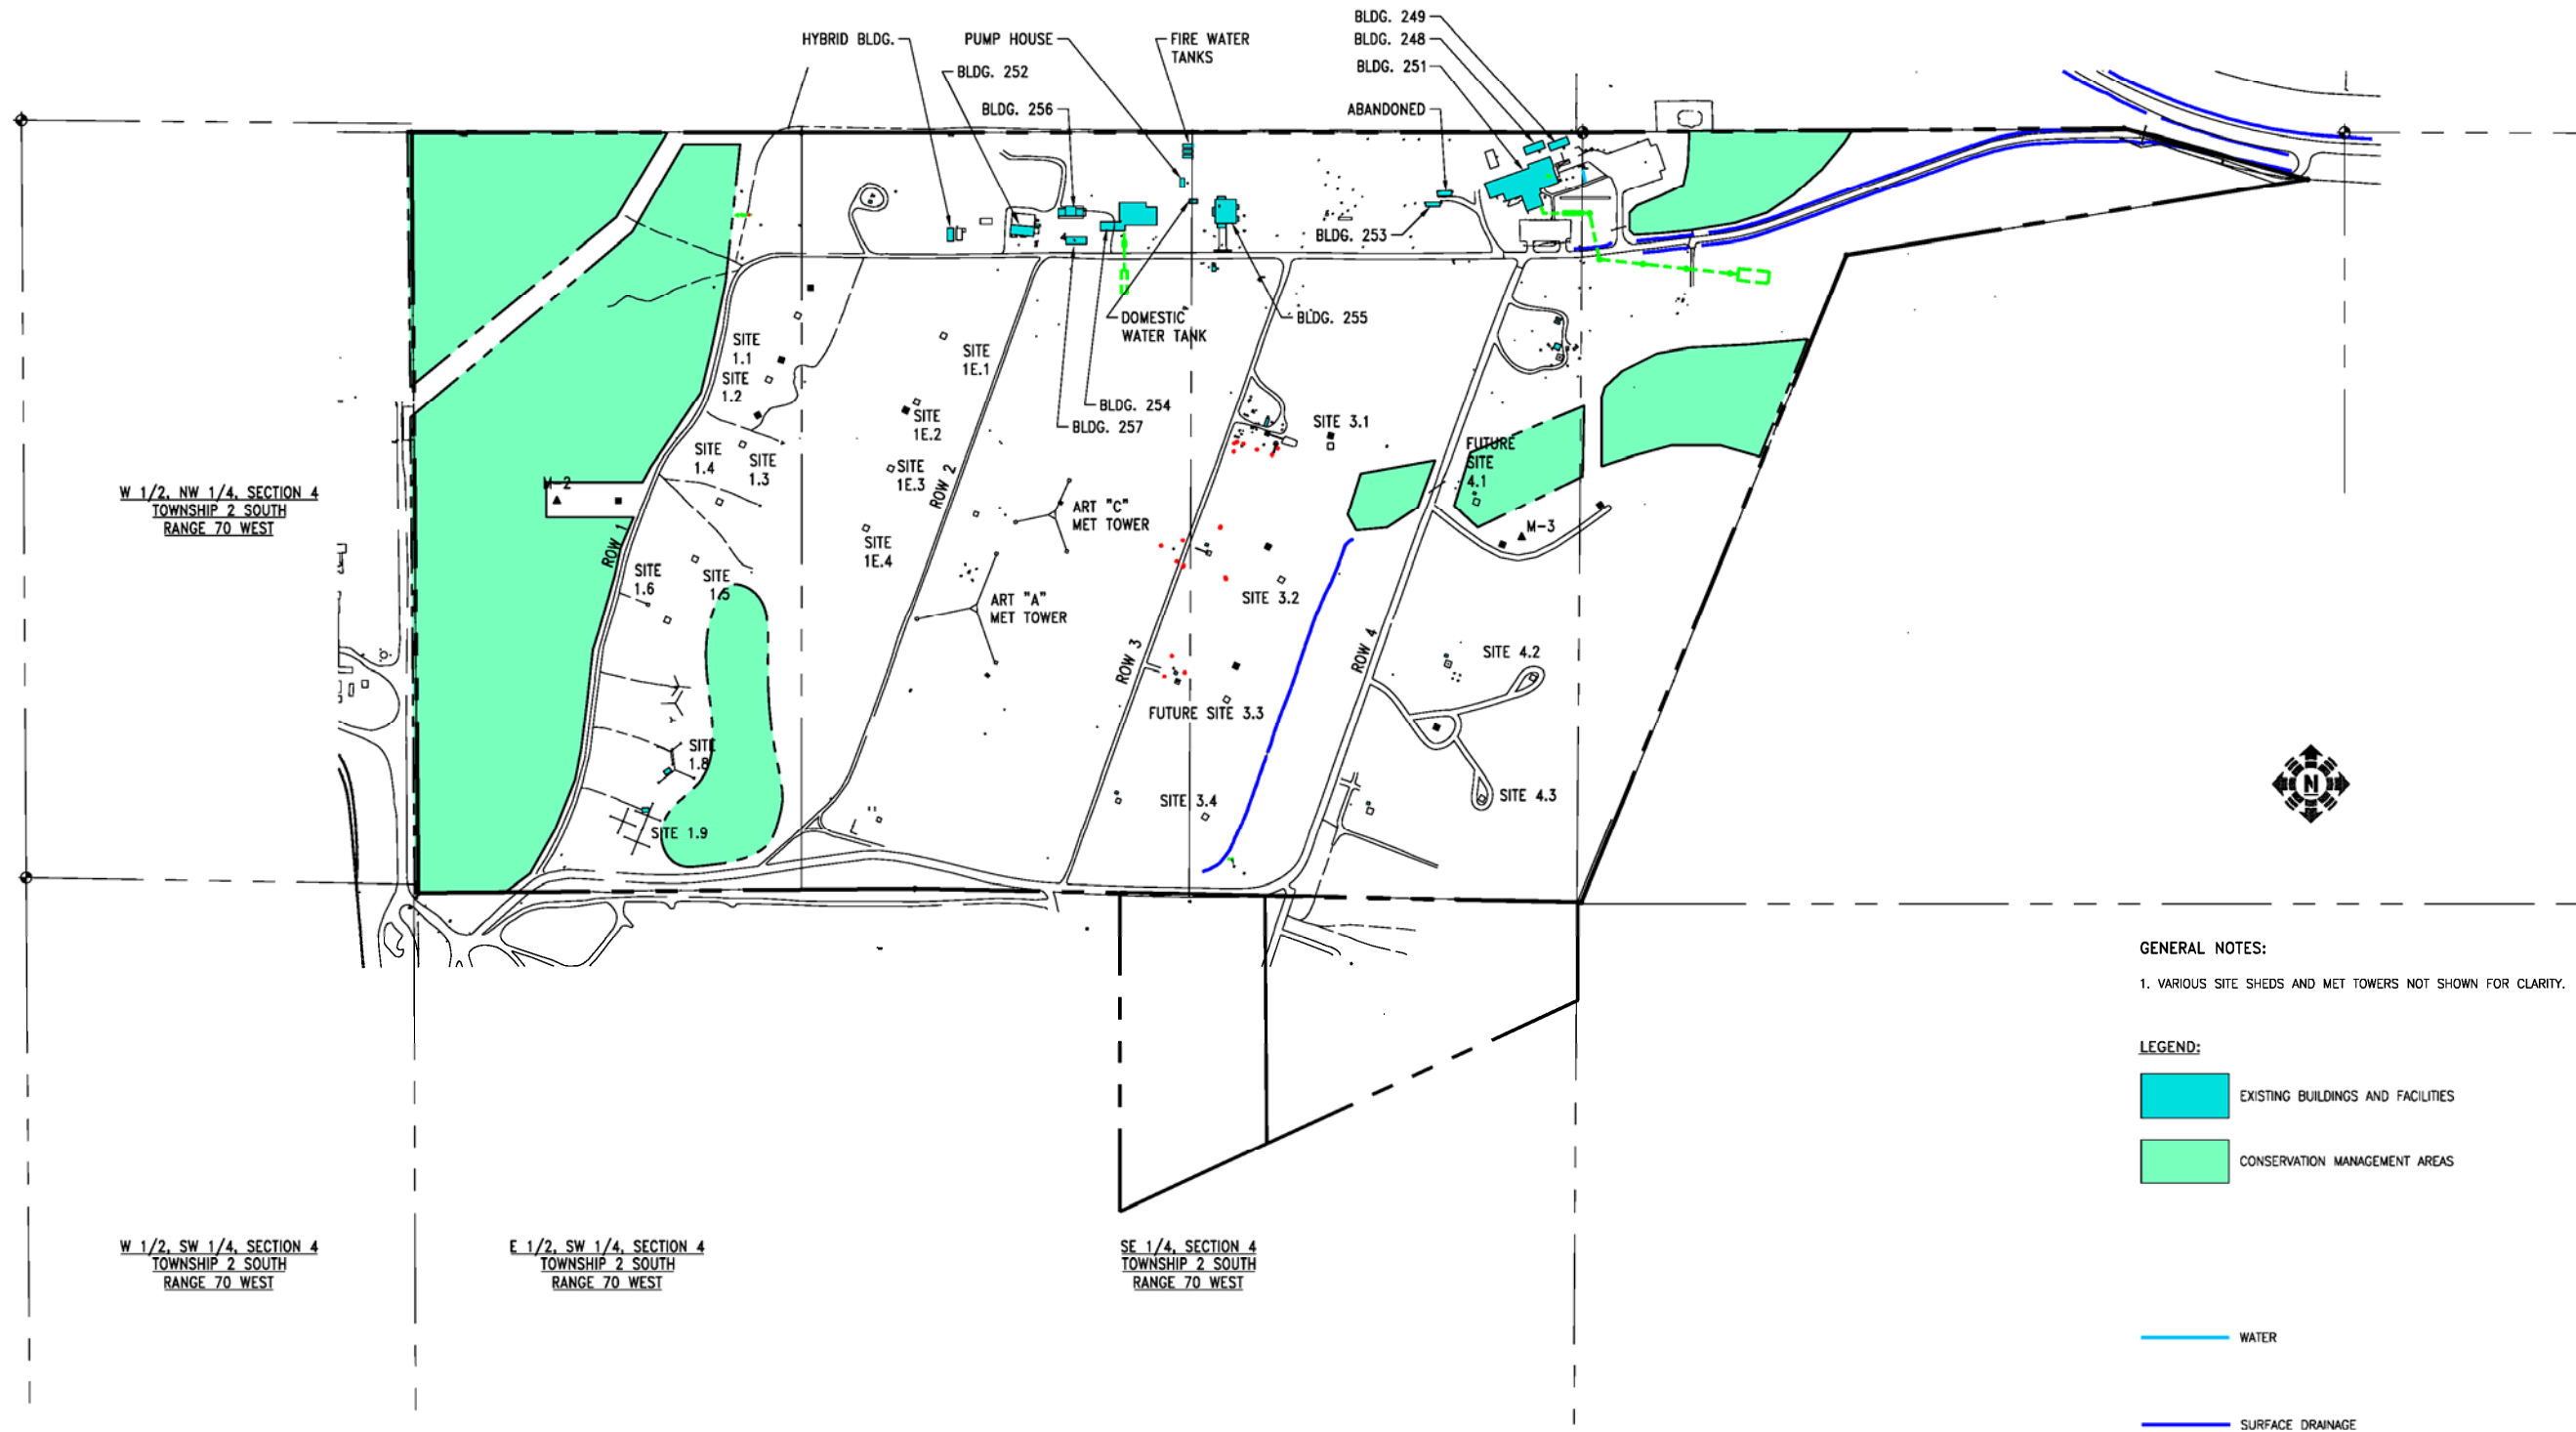 BLDG. 249
BLDG. 248
BLDG. 251
HYBRID BLDG.
PUMP HOUSE
FIRE WATER
TANKS
BLDG. 252
BLDG. 256
ABANDONED
BLDG. 253
DOMESTIC
WATER TANK
BLDG. 255
BLDG. 254
BLDG. 257
SITE
1.1
SITE
1.2
SITE
1E.1
SITE
1E.2
SITE
1E.3
SITE
1E.4
SITE
1.4
SITE
1.3
SITE 3.1
FUTURE
SITE
4.1
M-2
M-3
ROW 1
ROW 2
ROW 3
ROW 4
ART "C"
MET TOWER
ART "A"
MET TOWER
SITE
1.6
SITE
1.5
SITE 3.2
SITE 4.2
FUTURE SITE 3.3
SITE
1.8
SITE 1.9
SITE 3.4
SITE 4.3
N
W 1/2, NW 1/4, SECTION 4
TOWNSHIP 2 SOUTH
RANGE 70 WEST
W 1/2, SW 1/4, SECTION 4
TOWNSHIP 2 SOUTH
RANGE 70 WEST
E 1/2, SW 1/4, SECTION 4
TOWNSHIP 2 SOUTH
RANGE 70 WEST
SE 1/4, SECTION 4
TOWNSHIP 2 SOUTH
RANGE 70 WEST
GENERAL NOTES:
1. VARIOUS SITE SHEDS AND MET TOWERS NOT SHOWN FOR CLARITY.
LEGEND:
EXISTING BUILDINGS AND FACILITIES
CONSERVATION MANAGEMENT AREAS
WATER
SURFACE DRAINAGE